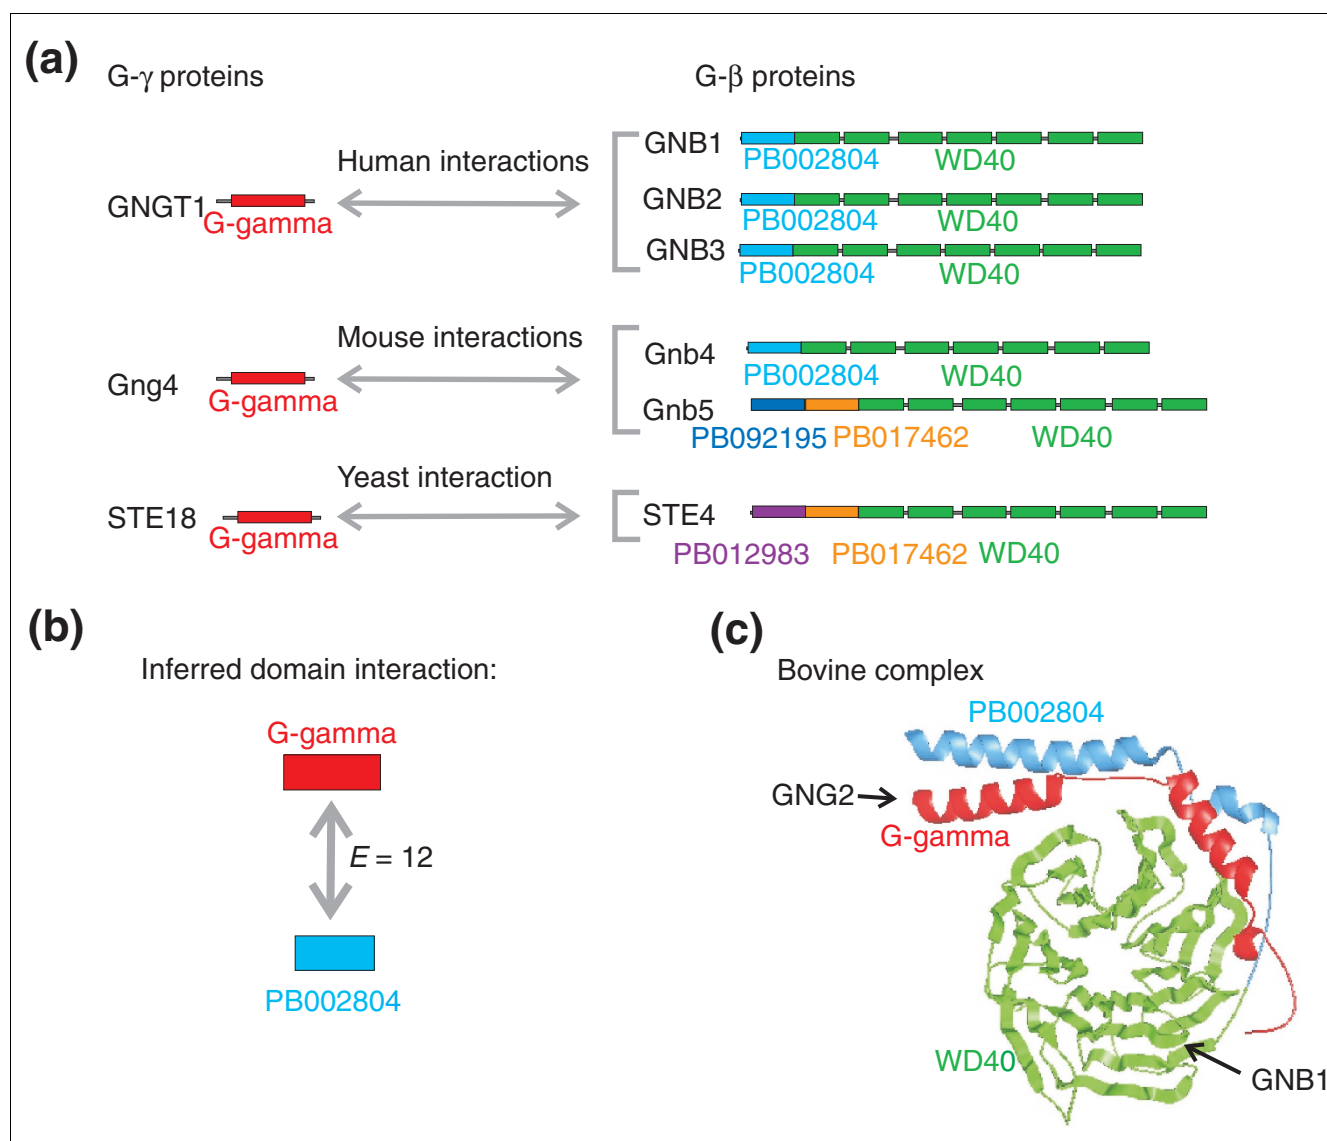 (a)
G-γ proteins
G-β proteins
Human interactions
GNGT1
G-gamma
GNB1
PB002804
WD40
GNB2
PB002804
WD40
GNB3
PB002804
WD40
Mouse interactions
Gng4
G-gamma
Gnb4
PB002804
WD40
Gnb5
PB092195
PB017462
WD40
Yeast interaction
STE18
G-gamma
STE4
PB012983
PB017462
WD40
(b)
Inferred domain interaction:
G-gamma
E = 12
PB002804
(c)
Bovine complex
PB002804
GNG2
G-gamma
WD40
GNB1